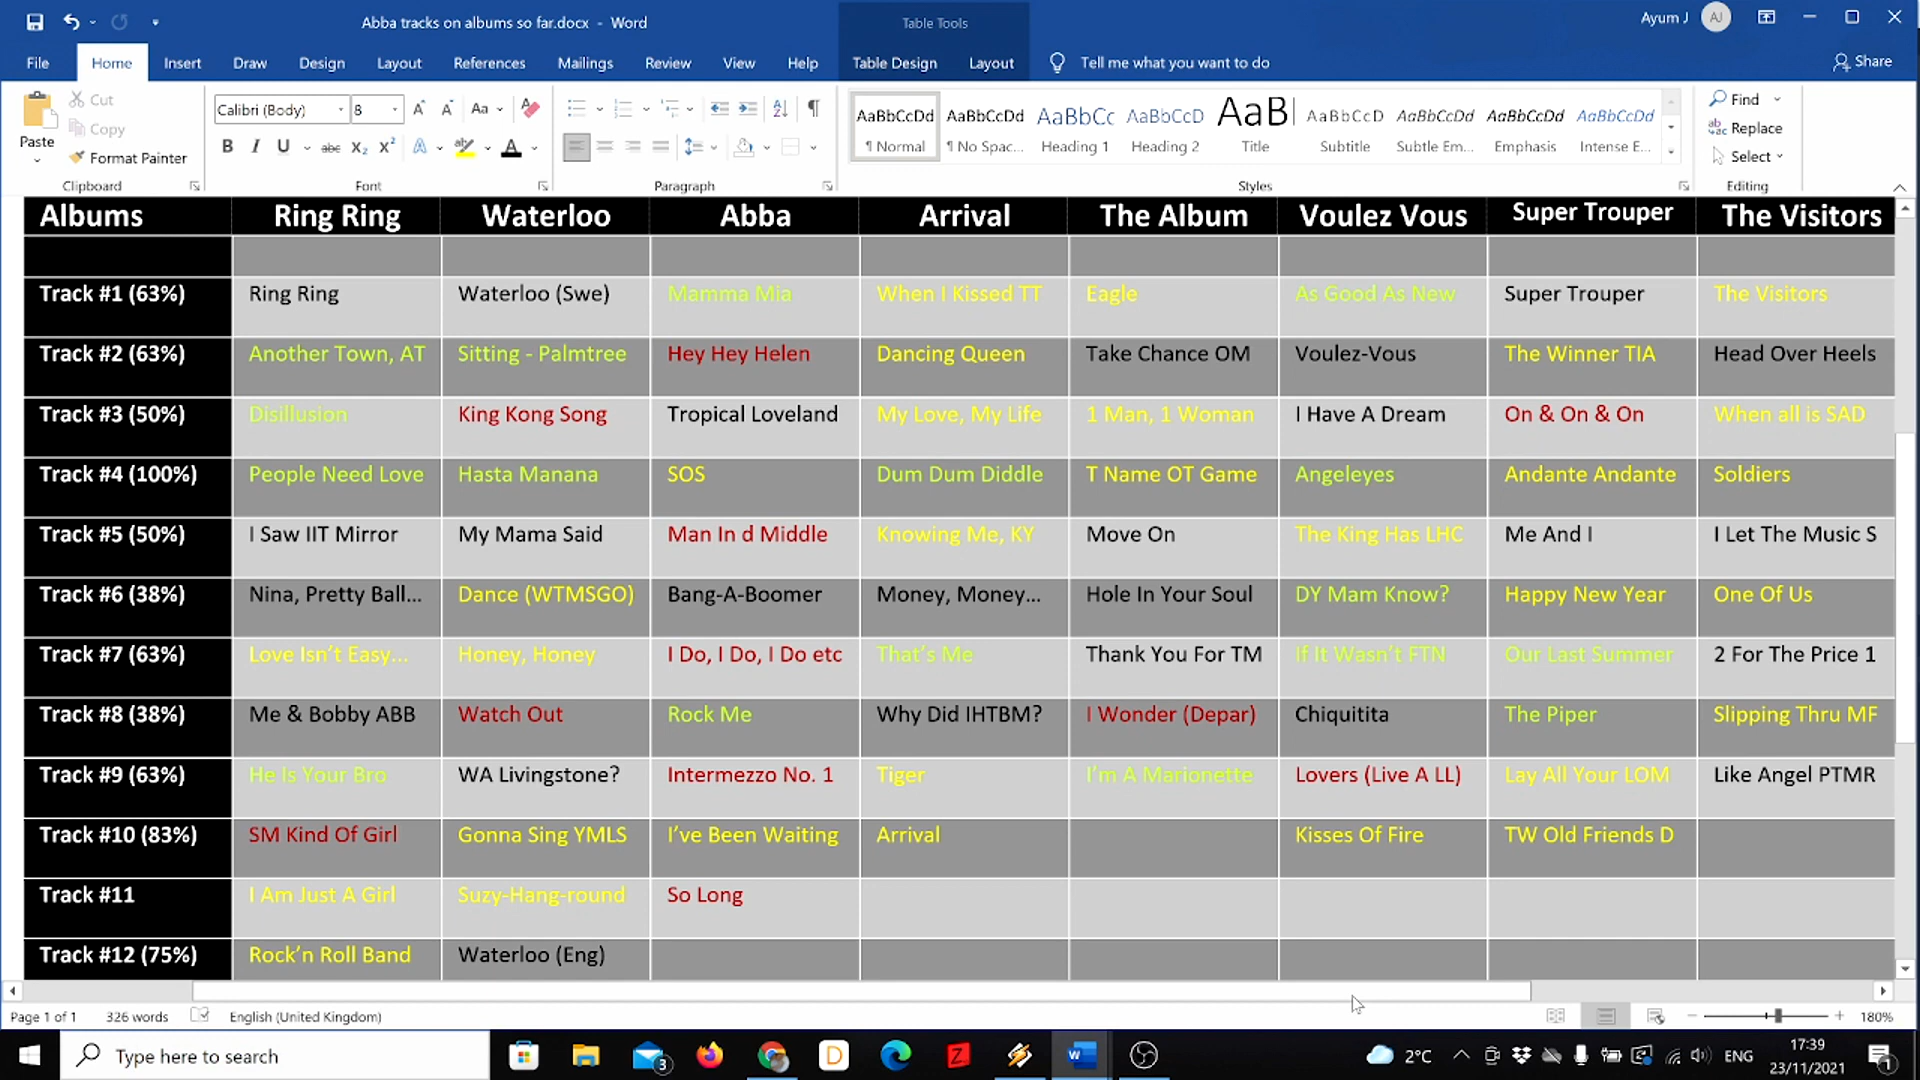 Abba tracks on albums so far.docx - Word
Table Tools
Ayum J
AJ
File Home Insert Draw Design Layout References Mailings Review View Help Table Design Layout Tell me what you want to do Share
Paste
Cut
Copy
Format Painter
Clipboard
Calibri (Body) 8
Font
Paragraph
AaBbCcDd AaBbCcDd AaBbCc AaBbCcD AaB AaBbCcD AaBbCcDd AaBbCcDd AaBbCcDd
¶ Normal ¶ No Spac... Heading 1 Heading 2 Title Subtitle Subtle Em... Emphasis Intense E...
Styles
Find
Replace
Select
Editing
Albums Ring Ring Waterloo Abba Arrival The Album Voulez Vous Super Trouper The Visitors
Track #1 (63%) Ring Ring Waterloo (Swe) Mamma Mia When I Kissed TT Eagle As Good As New Super Trouper The Visitors
Track #2 (63%) Another Town, AT Sitting - Palmtree Hey Hey Helen Dancing Queen Take Chance OM Voulez-Vous The Winner TIA Head Over Heels
Track #3 (50%) Disillusion King Kong Song Tropical Loveland My Love, My Life 1 Man, 1 Woman I Have A Dream On & On & On When all is SAD
Track #4 (100%) People Need Love Hasta Manana SOS Dum Dum Diddle T Name OT Game Angeleyes Andante Andante Soldiers
Track #5 (50%) I Saw IIT Mirror My Mama Said Man In d Middle Knowing Me, KY Move On The King Has LHC Me And I I Let The Music S
Track #6 (38%) Nina, Pretty Ball... Dance (WTMSGO) Bang-A-Boomer Money, Money... Hole In Your Soul DY Mam Know? Happy New Year One Of Us
Track #7 (63%) Love Isn't Easy... Honey, Honey I Do, I Do, I Do etc That's Me Thank You For TM If It Wasn't FTN Our Last Summer 2 For The Price 1
Track #8 (38%) Me & Bobby ABB Watch Out Rock Me Why Did IHTBM? I Wonder (Depar) Chiquitita The Piper Slipping Thru MF
Track #9 (63%) He Is Your Bro WA Livingstone? Intermezzo No. 1 Tiger I'm A Marionette Lovers (Live A LL) Lay All Your LOM Like Angel PTMR
Track #10 (83%) SM Kind Of Girl Gonna Sing YMLS I've Been Waiting Arrival Kisses Of Fire TW Old Friends D
Track #11 I Am Just A Girl Suzy-Hang-round So Long
Track #12 (75%) Rock'n Roll Band Waterloo (Eng)
Page 1 of 1 326 words English (United Kingdom) 180%
Type here to search
3
2°C
ENG
17:39
23/11/2021
1